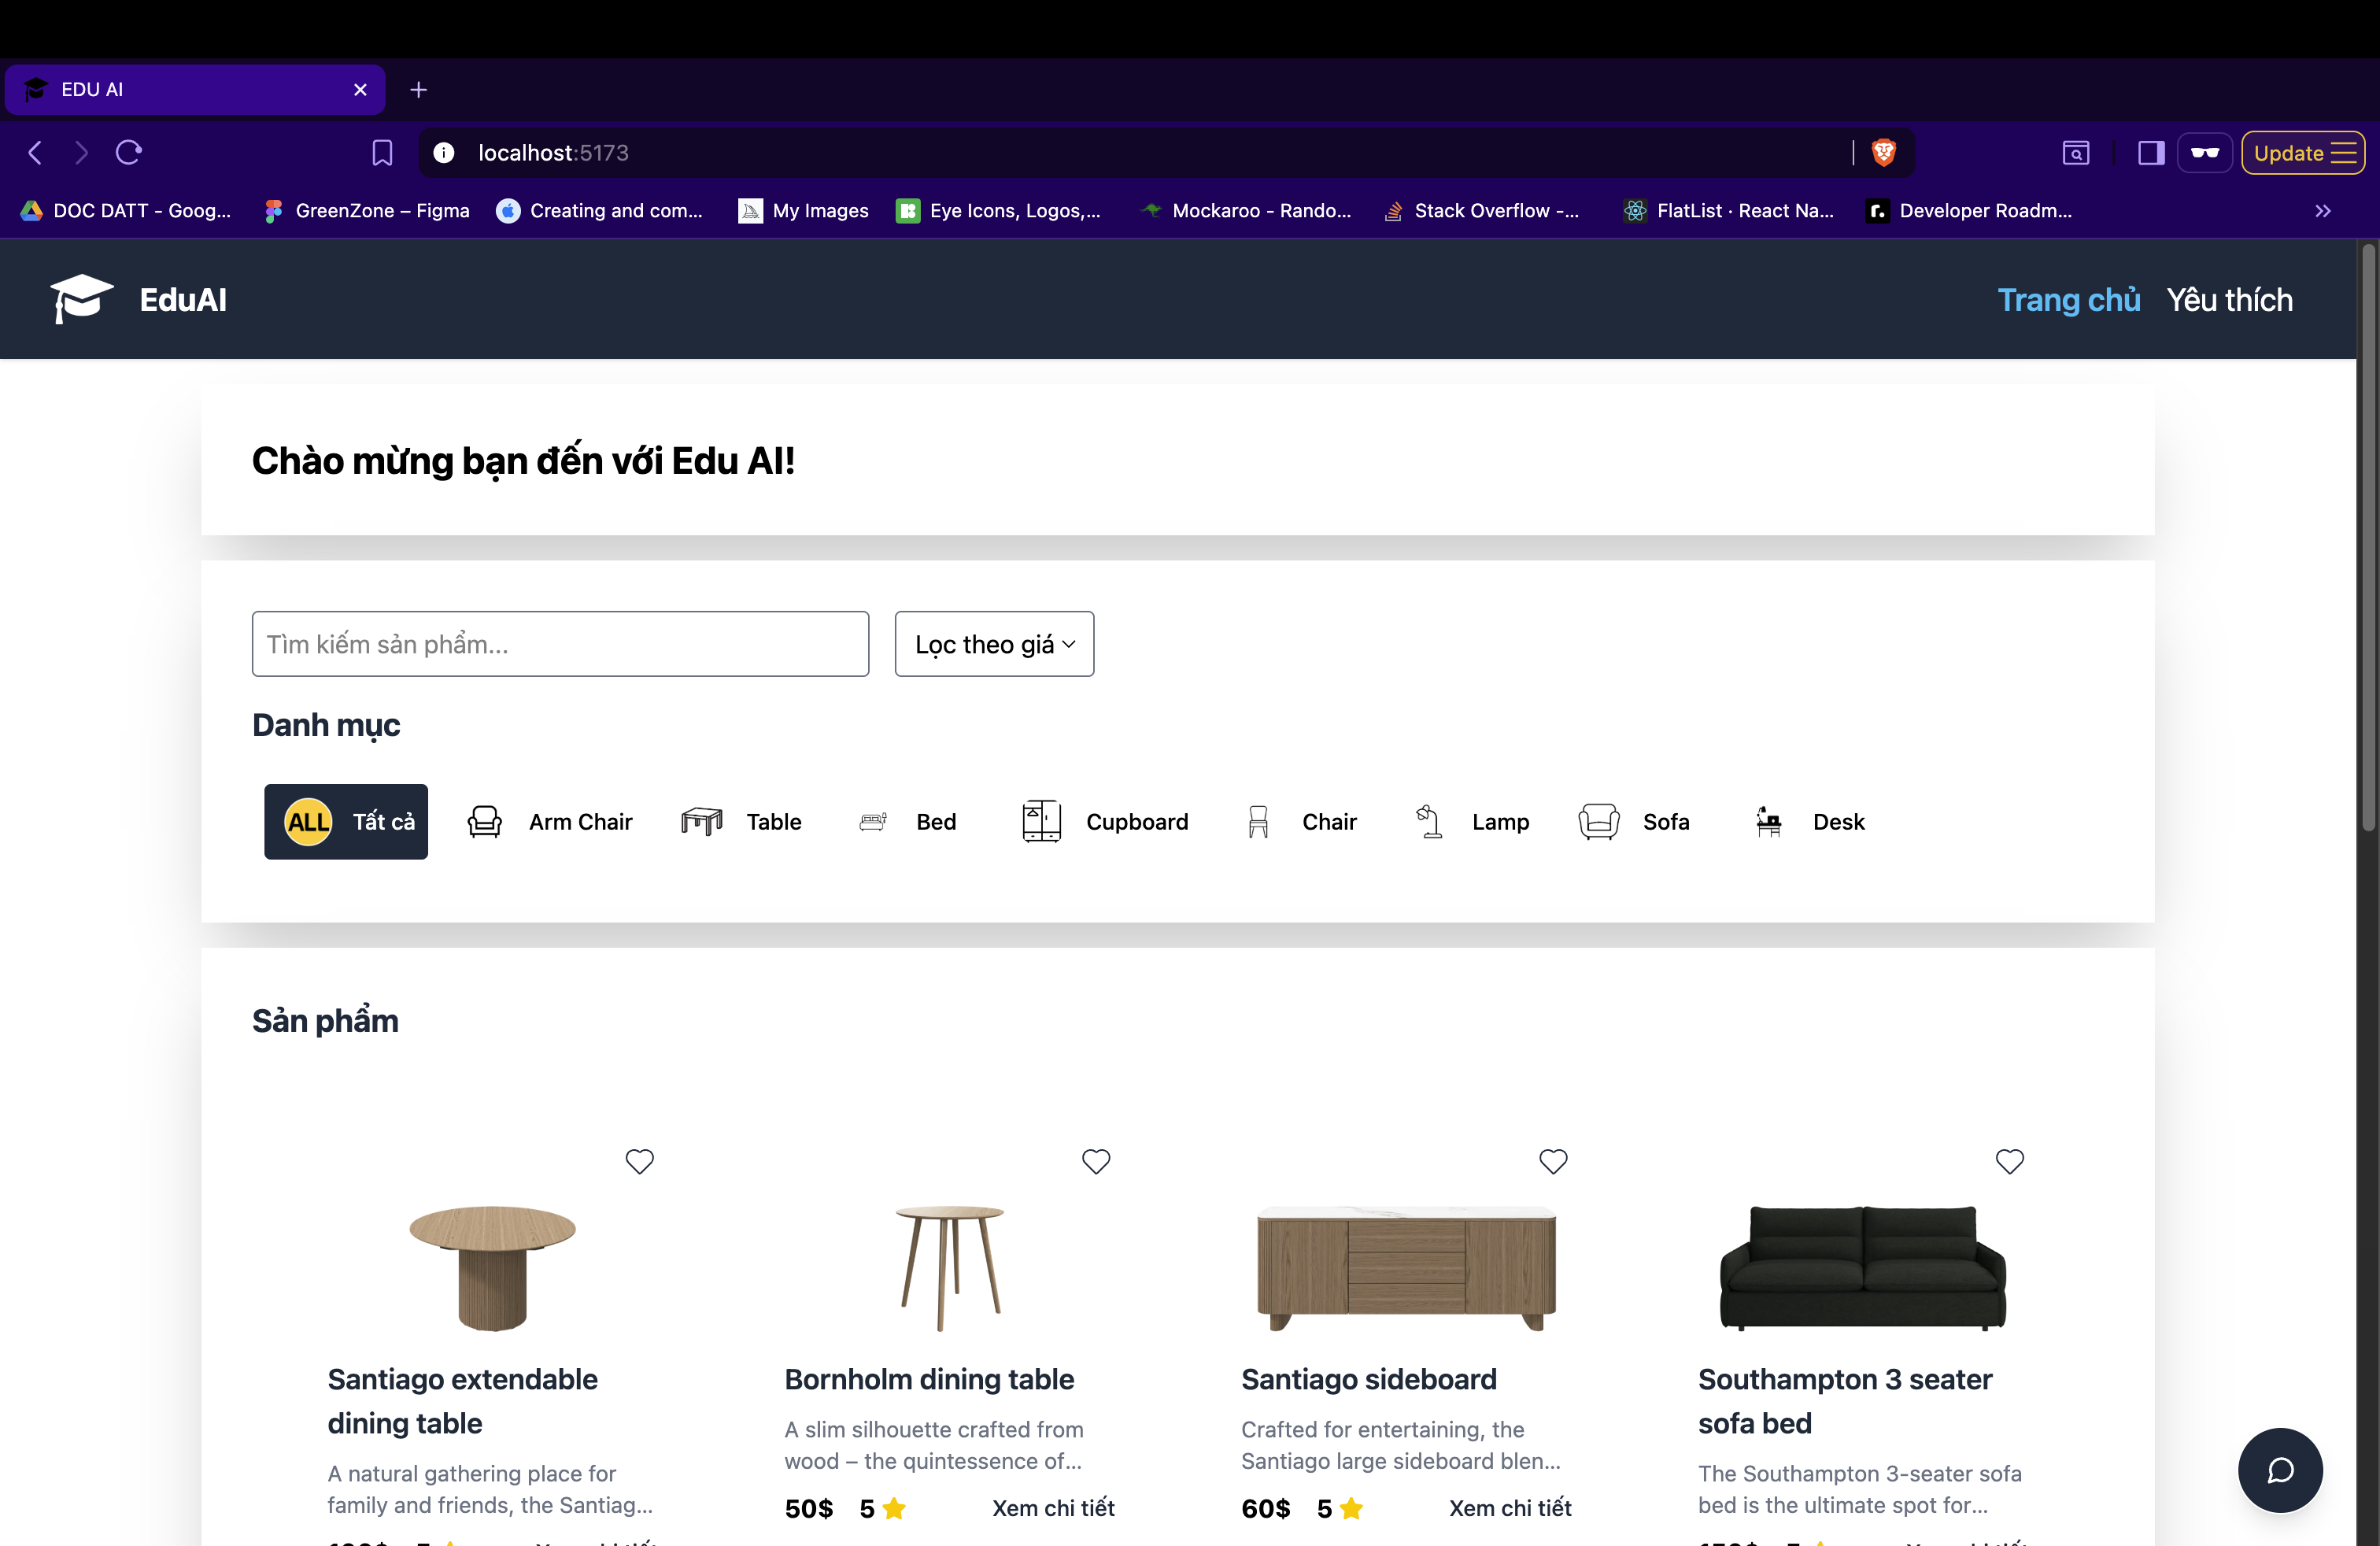 EDU AI
localhost:5173
Update
DOC DATT - Goog...
GreenZone – Figma
Creating and com...
My Images
Eye Icons, Logos,...
Mockaroo - Rando...
Stack Overflow -...
FlatList · React Na...
Developer Roadm...
EduAI
Trang chủ
Yêu thích
Chào mừng bạn đến với Edu AI!
Tìm kiếm sản phẩm...
Lọc theo giá
Danh mục
ALL
Tất cả
Arm Chair
Table
Bed
Cupboard
Chair
Lamp
Sofa
Desk
Sản phẩm
Santiago extendable
dining table
A natural gathering place for
family and friends, the Santiag...
Bornholm dining table
A slim silhouette crafted from
wood – the quintessence of...
50$ 5
Xem chi tiết
Santiago sideboard
Crafted for entertaining, the
Santiago large sideboard blen...
60$ 5
Xem chi tiết
Southampton 3 seater
sofa bed
The Southampton 3-seater sofa
bed is the ultimate spot for...